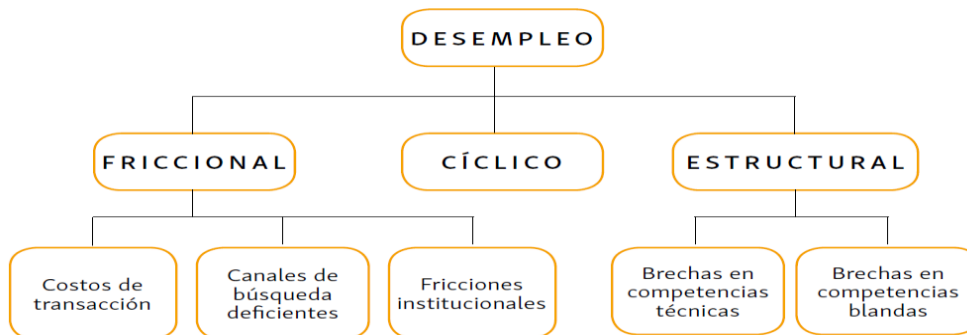 DESEMPLEO
FRICCIONAL
CÍCLICO
ESTRUCTURAL
Costos de
transacción
Canales de
búsqueda
deficientes
Fricciones
institucionales
Brechas en
competencias
técnicas
Brechas en
competencias
blandas